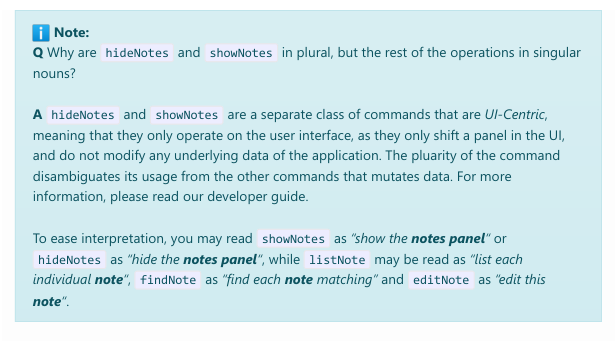 Note:
Q Why are hideNotes and showNotes in plural, but the rest of the operations in singular
nouns?
A hideNotes and showNotes are a separate class of commands that are UI-Centric,
meaning that they only operate on the user interface, as they only shift a panel in the UI,
and do not modify any underlying data of the application. The pluarity of the command
disambiguates its usage from the other commands that mutates data. For more
information, please read our developer guide.
To ease interpretation, you may read showNotes as “show the notes panel“ or
hideNotes as “hide the notes panel“, while listNote may be read as “list each
individual note“, findNote as “find each note matching“ and editNote as “edit this
note“.